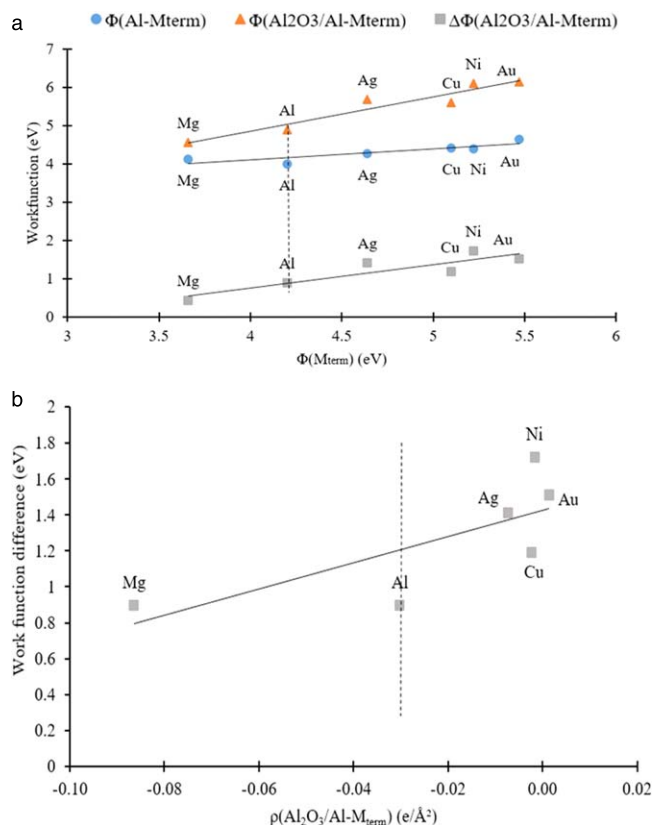 a
Φ(Al-Mterm) Φ(Al2O3/Al-Mterm) ΔΦ(Al2O3/Al-Mterm)
Workfunction (eV)
8
7
6
5
4
3
2
1
0
Mg Al Ag Cu Ni Au
Mg Al Ag Cu Ni Au
Mg Al Ag Cu Ni Au
3 3.5 4 4.5 5 5.5 6
Φ(Mterm) (eV)
b
Work function difference (eV)
2
1.8
1.6
1.4
1.2
1
0.8
0.6
0.4
0.2
0
Ni
Ag Au
Cu
Mg Al
-0.10 -0.08 -0.06 -0.04 -0.02 0.00 0.02
ρ(Al₂O₃/Al-Mterm) (e/Å²)